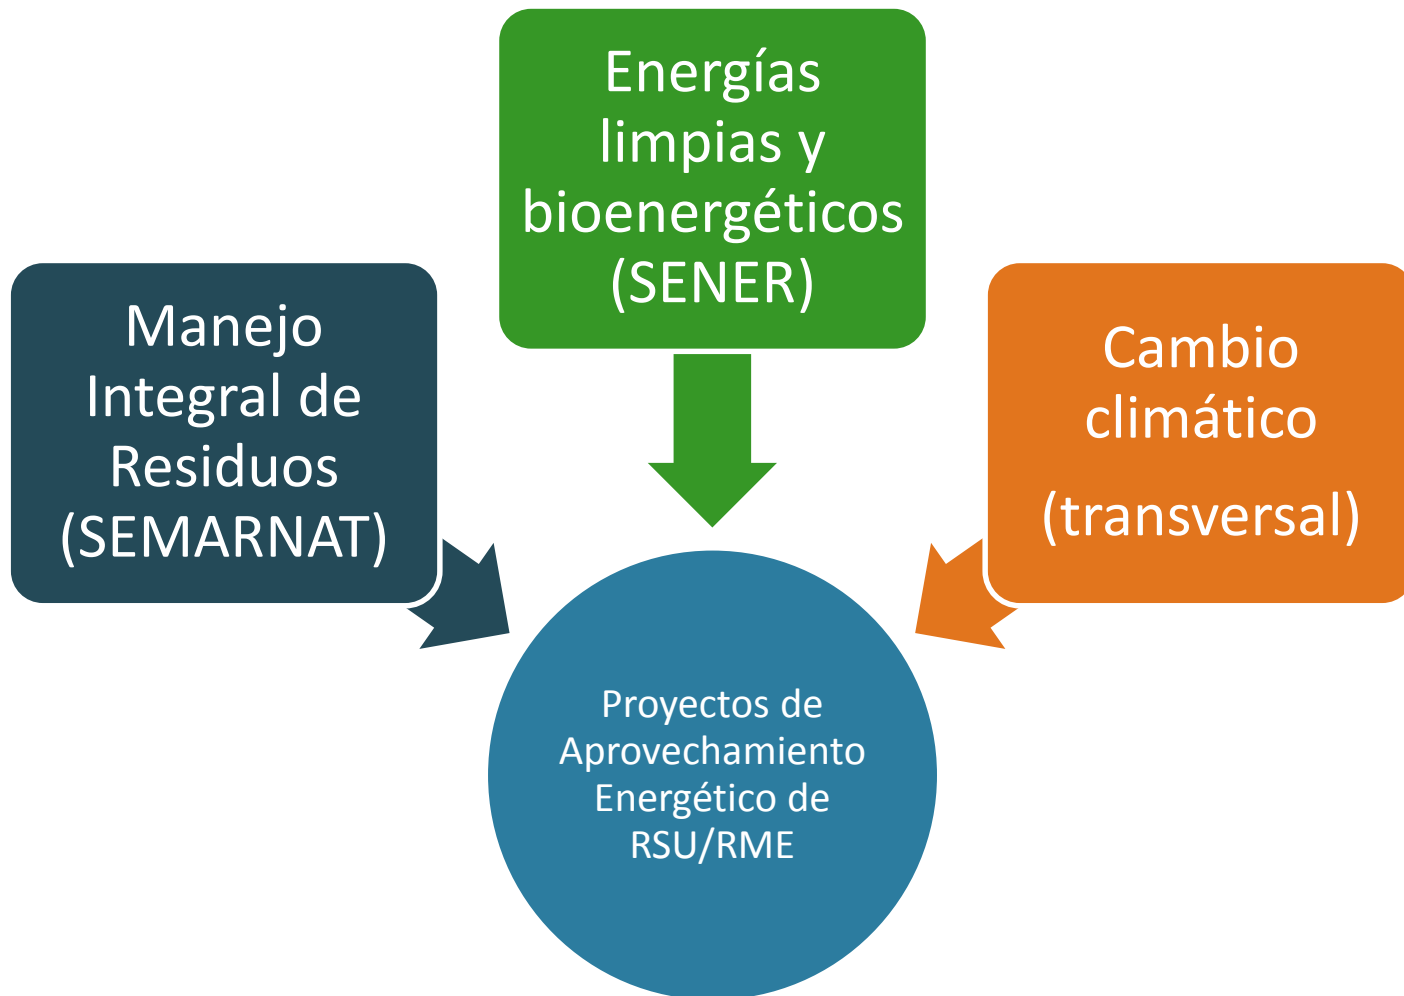 Energías
limpias y
bioenergéticos
(SENER)
Manejo
Integral de
Residuos
(SEMARNAT)
Cambio
climático
(transversal)
Proyectos de
Aprovechamiento
Energético de
RSU/RME